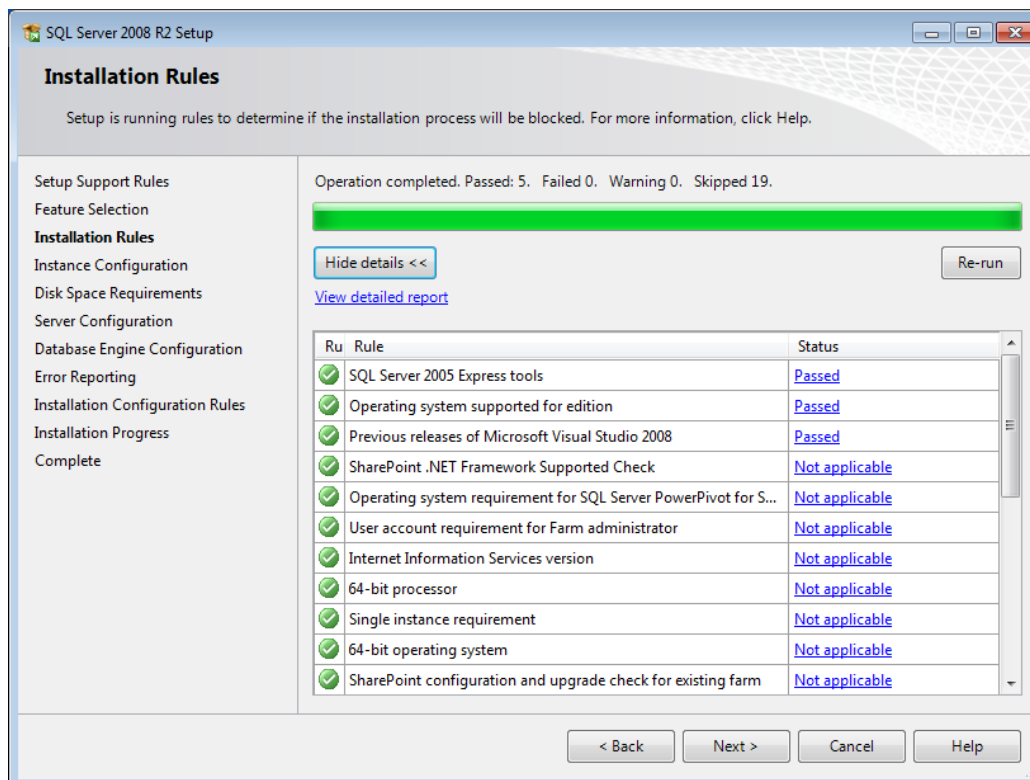 SQL Server 2008 R2 Setup
Installation Rules
Setup is running rules to determine if the installation process will be blocked. For more information, click Help.
Setup Support Rules
Feature Selection
Installation Rules
Instance Configuration
Disk Space Requirements
Server Configuration
Database Engine Configuration
Error Reporting
Installation Configuration Rules
Installation Progress
Complete
Operation completed. Passed: 5. Failed 0. Warning 0. Skipped 19.
Hide details <<
Re-run
View detailed report
Ru Rule Status
SQL Server 2005 Express tools Passed
Operating system supported for edition Passed
Previous releases of Microsoft Visual Studio 2008 Passed
SharePoint .NET Framework Supported Check Not applicable
Operating system requirement for SQL Server PowerPivot for S... Not applicable
User account requirement for Farm administrator Not applicable
Internet Information Services version Not applicable
64-bit processor Not applicable
Single instance requirement Not applicable
64-bit operating system Not applicable
SharePoint configuration and upgrade check for existing farm Not applicable
< Back Next > Cancel Help